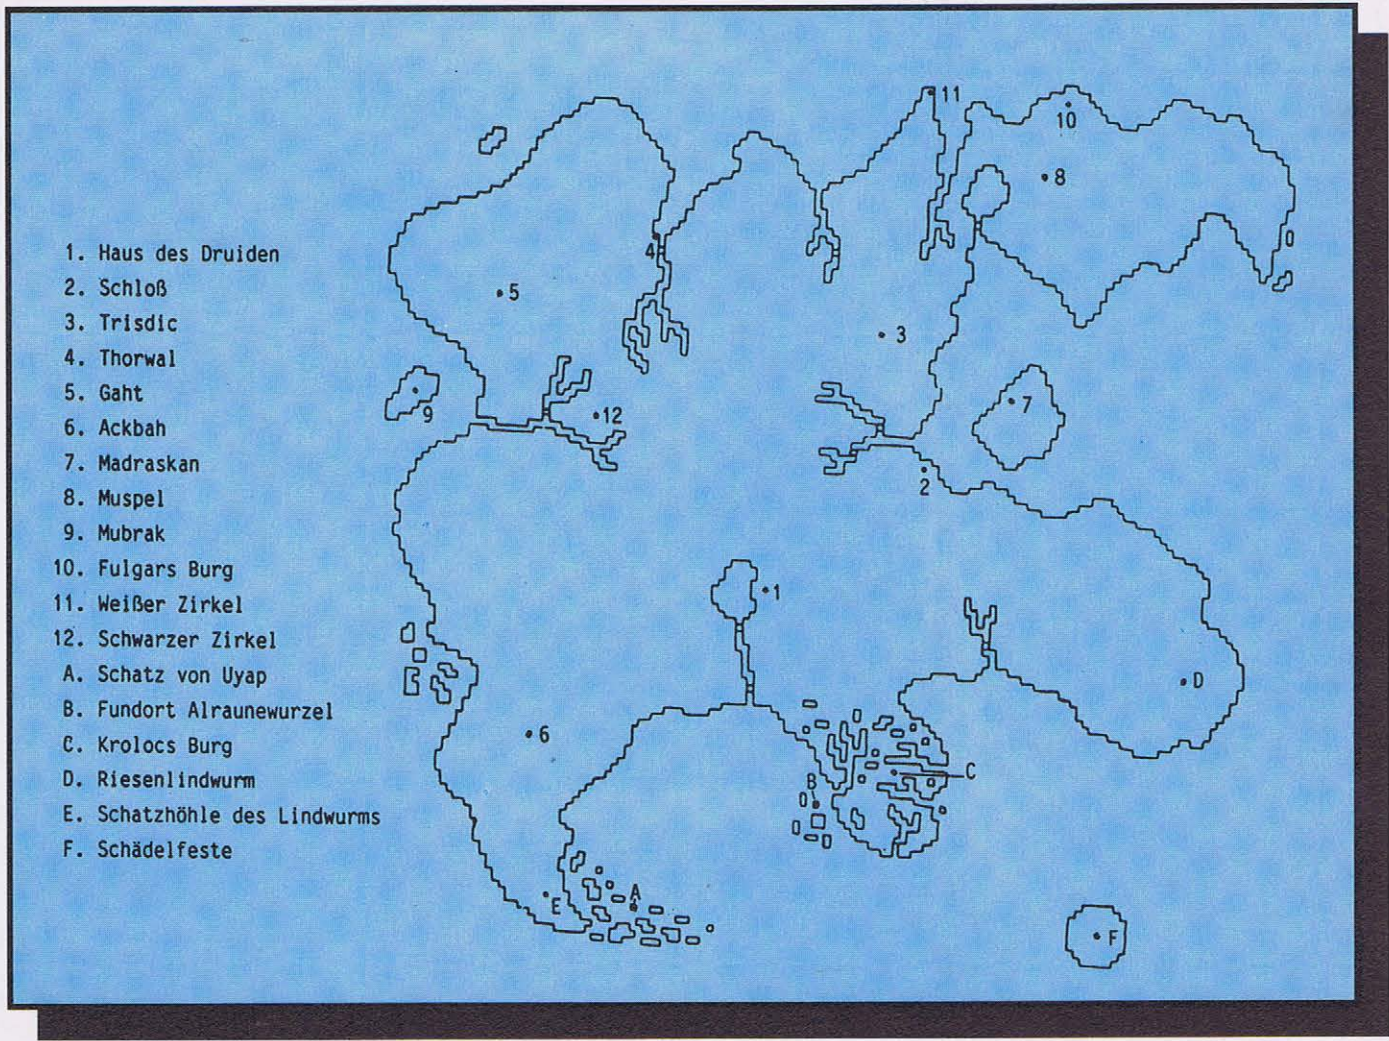 11
10
8
4
5
3
9
12
7
2
1
D
6
C
B
A
E
F
1. Haus des Druiden
2. Schloß
3. Trisdic
4. Thorwal
5. Gaht
6. Ackbah
7. Madraskan
8. Muspel
9. Mubrak
10. Fulgars Burg
11. Weißer Zirkel
12. Schwarzer Zirkel
A. Schatz von Uyap
B. Fundort Alraunewurzel
C. Krolocs Burg
D. Riesenlindwurm
E. Schatzhöhle des Lindwurms
F. Schädelfeste